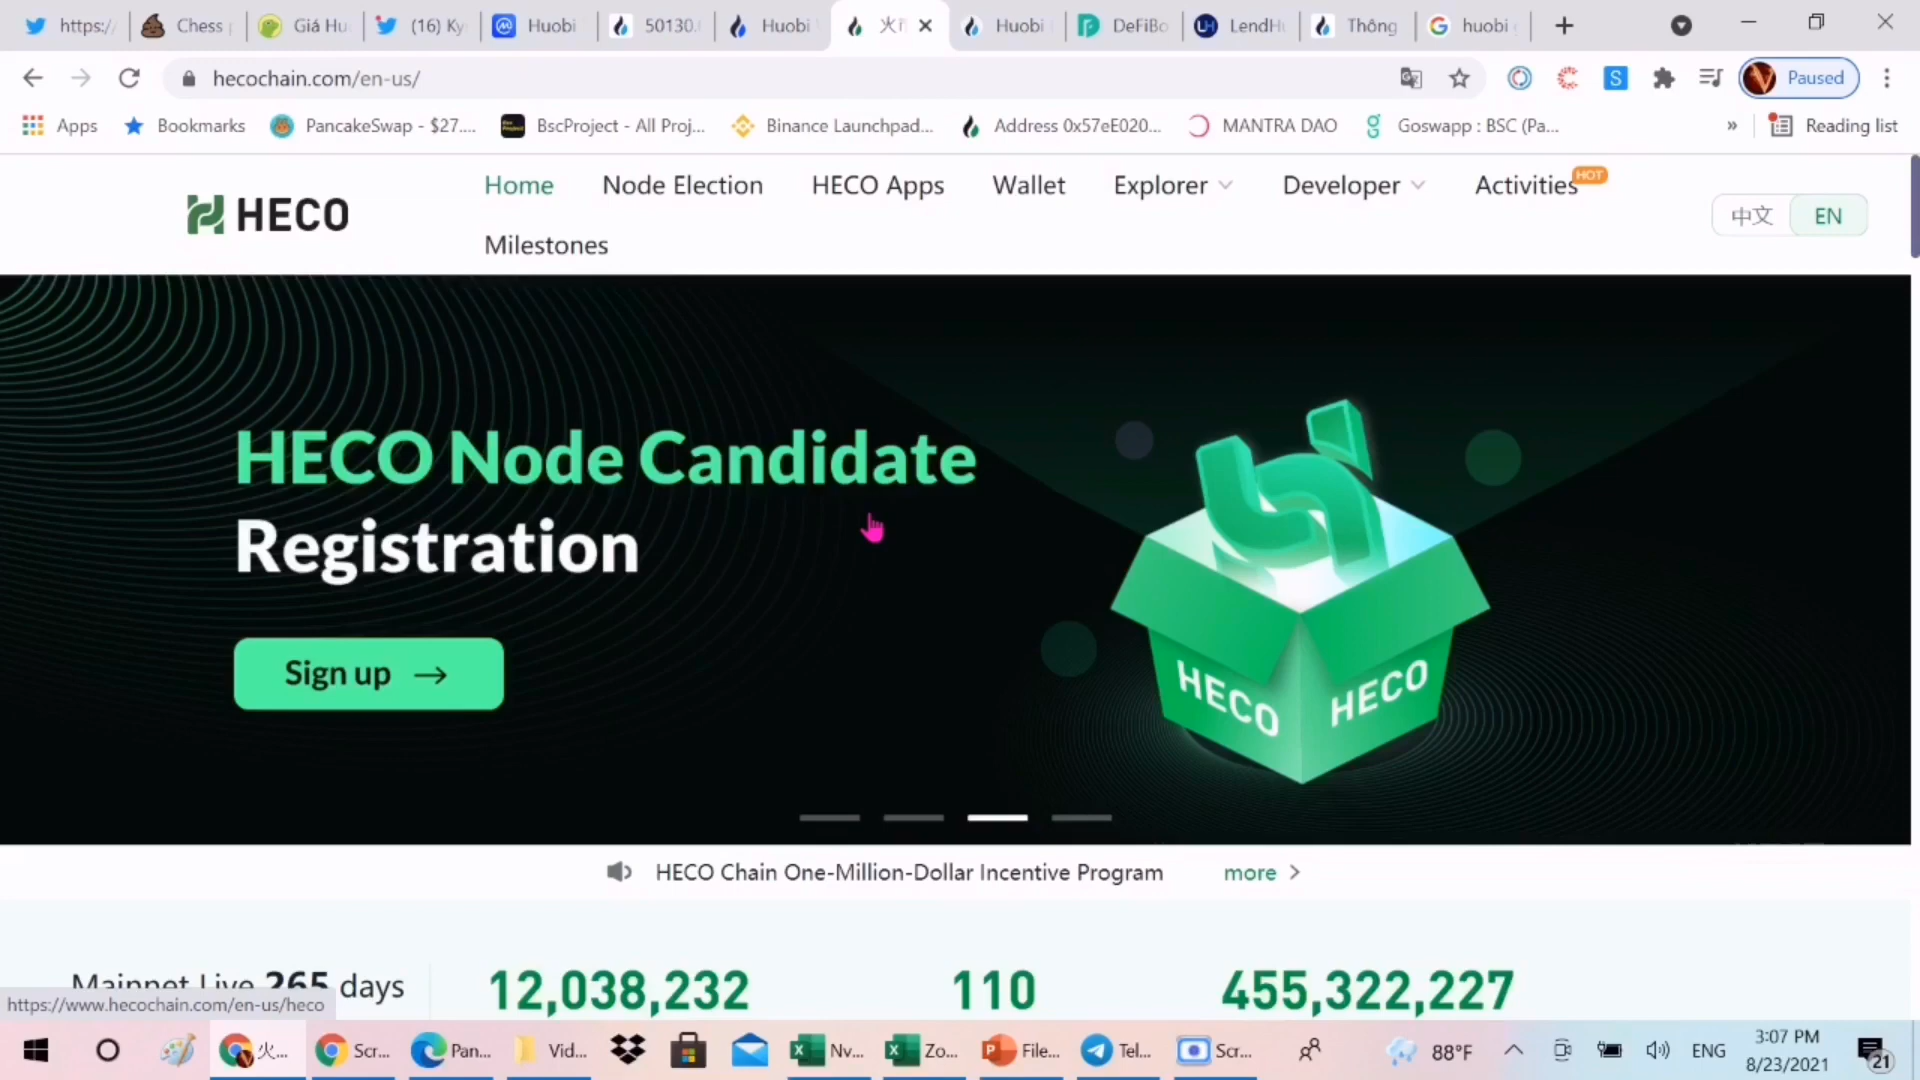 https:/
Chess
Giá Hu
(16) Ky
Huobi
50130.
Huobi
Huobi
DeFiBo
LendHu
Thông
huobi
hecochain.com/en-us/
Paused
Apps
Bookmarks
PancakeSwap - $27....
BscProject - All Proj...
Binance Launchpad...
Address 0x57eE020...
MANTRA DAO
Goswapp : BSC (Pa...
»
Reading list
HECO
Home
Node Election
HECO Apps
Wallet
Explorer
Developer
Activities
HOT
Milestones
中文
EN
HECO Node Candidate
Registration
Sign up →
HECO
HECO
HECO Chain One-Million-Dollar Incentive Program
more >
Mainnet Live 265 days
12,038,232
110
455,322,227
https://www.hecochain.com/en-us/heco
火...
Scr...
Pan...
Vid...
Nv...
Zo...
File...
Tel...
Scr...
88°F
ENG
3:07 PM
8/23/2021
21